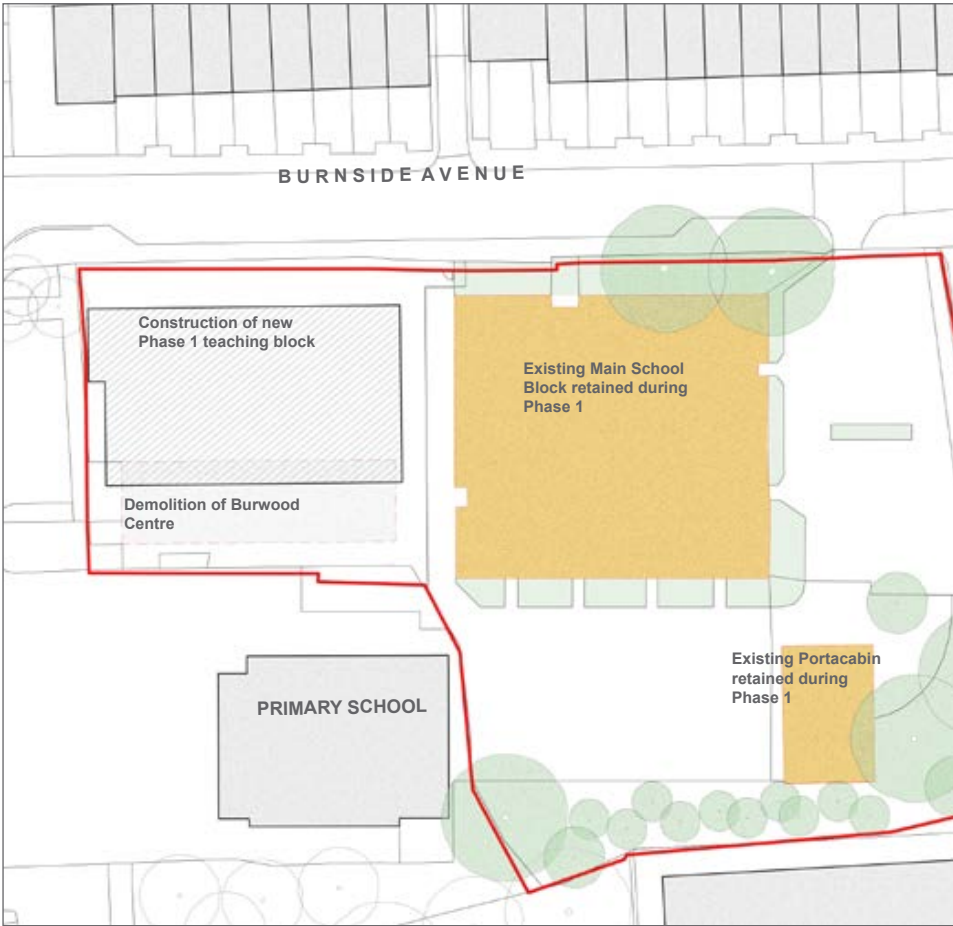 BURNSIDE AVENUE
Construction of new
Phase 1 teaching block
Existing Main School
Block retained during
Phase 1
Demolition of Burwood
Centre
Existing Portacabin
retained during
Phase 1
PRIMARY SCHOOL